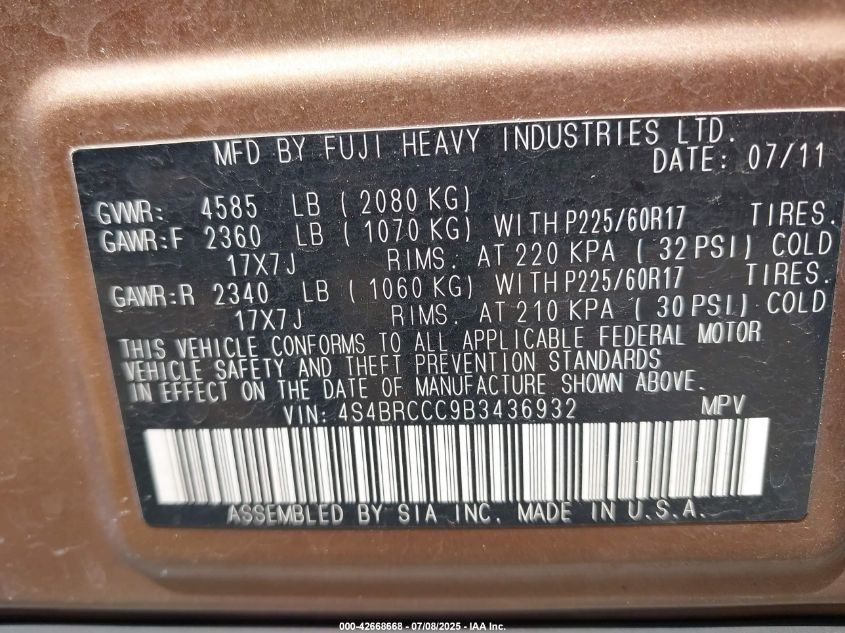 MFD BY FUJI HEAVY INDUSTRIES LTD.
DATE: 07/11
GVWR: 4585 LB ( 2080 KG)
GAWR:F 2360 LB ( 1070 KG) WITH P225/60R17 TIRES.
17X7J RIMS. AT 220 KPA ( 32 PSI) COLD
GAWR:R 2340 LB ( 1060 KG) WITH P225/60R17 TIRES.
17X7J RIMS. AT 210 KPA ( 30 PSI) COLD
THIS VEHICLE CONFORMS TO ALL APPLICABLE FEDERAL MOTOR
VEHICLE SAFETY AND THEFT PREVENTION STANDARDS
IN EFFECT ON THE DATE OF MANUFACTURE SHOWN ABOVE.
VIN: 4S4BRCCC9B3436932 MPV
ASSEMBLED BY SIA INC. MADE IN U.S.A.
000-42668668 - 07/08/2025 - IAA Inc.